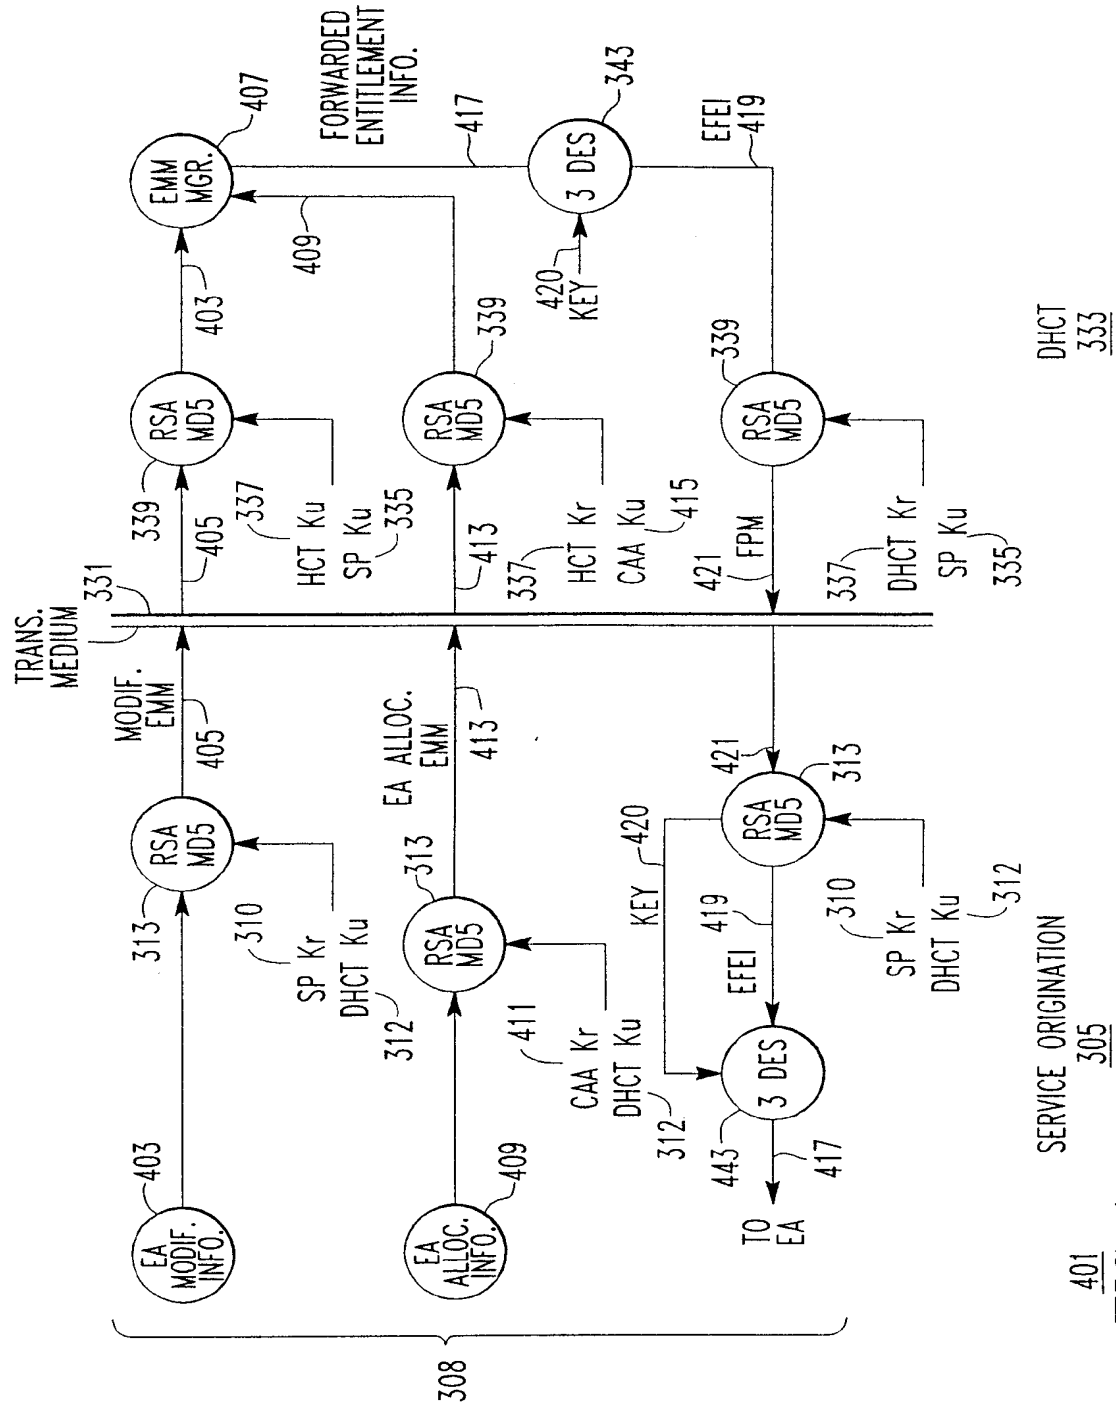 TRANS.
MEDIUM
331
308
EA
MODIF.
INFO.
403
313
RSA
MD5
MODIF.
EMM
405
310
SP Kr
DHCT Ku
312
405
339
RSA
MD5
337
HCT Ku
SP Ku
335
403
EMM
MGR.
407
409
FORWARDED
ENTITLEMENT
INFO.
417
EA
ALLOC.
INFO.
409
RSA
MD5
313
EA ALLOC.
EMM
413
411
CAA Kr
DHCT Ku
312
413
RSA
MD5
339
337
HCT Kr
CAA Ku
415
420
KEY
3 DES
343
EFEI
419
TO
EA
417
443
3 DES
KEY
420
EFEI
419
RSA
MD5
313
421
310
SP Kr
DHCT Ku
312
421
FPM
RSA
MD5
339
337
DHCT Kr
SP Ku
335
401
SERVICE ORIGINATION
305
DHCT
333